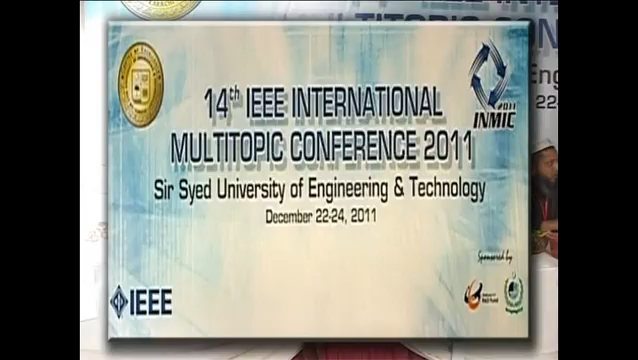 14th IEEE INTERNATIONAL
MULTITOPIC CONFERENCE 2011
Sir Syed University of Engineering & Technology
December 22-24, 2011
2011
INMIC
Sponsored by
IEEE